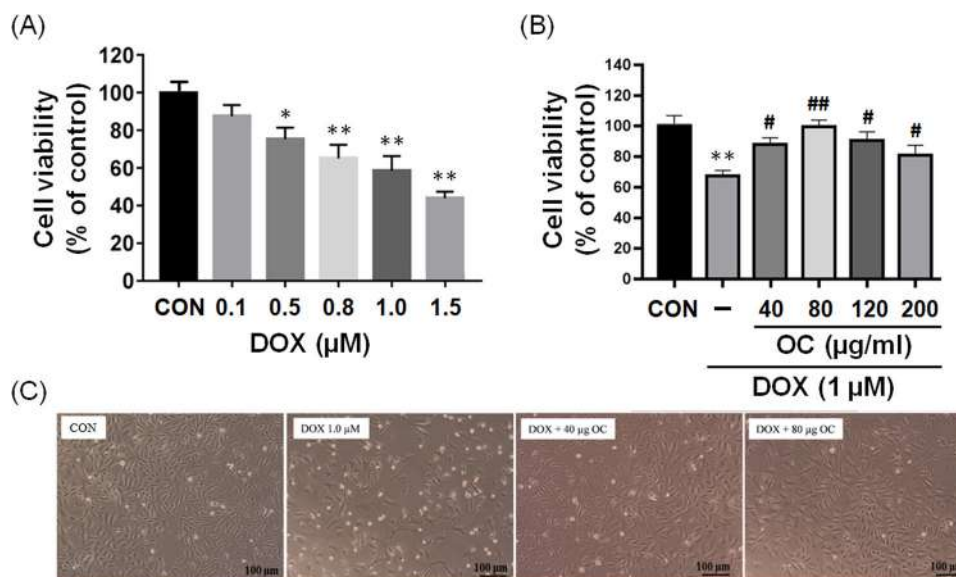 (A)
Cell viability
(% of control)
120
100
80
60
40
20
0
*
**
**
**
CON 0.1 0.5 0.8 1.0 1.5
DOX (µM)
(B)
Cell viability
(% of control)
140
120
100
80
60
40
20
0
**
#
##
#
#
CON – 40 80 120 200
OC (µg/ml)
DOX (1 µM)
(C)
CON
100 µm
DOX 1.0 µM
100 µm
DOX + 40 µg OC
100 µm
DOX + 80 µg OC
100 µm